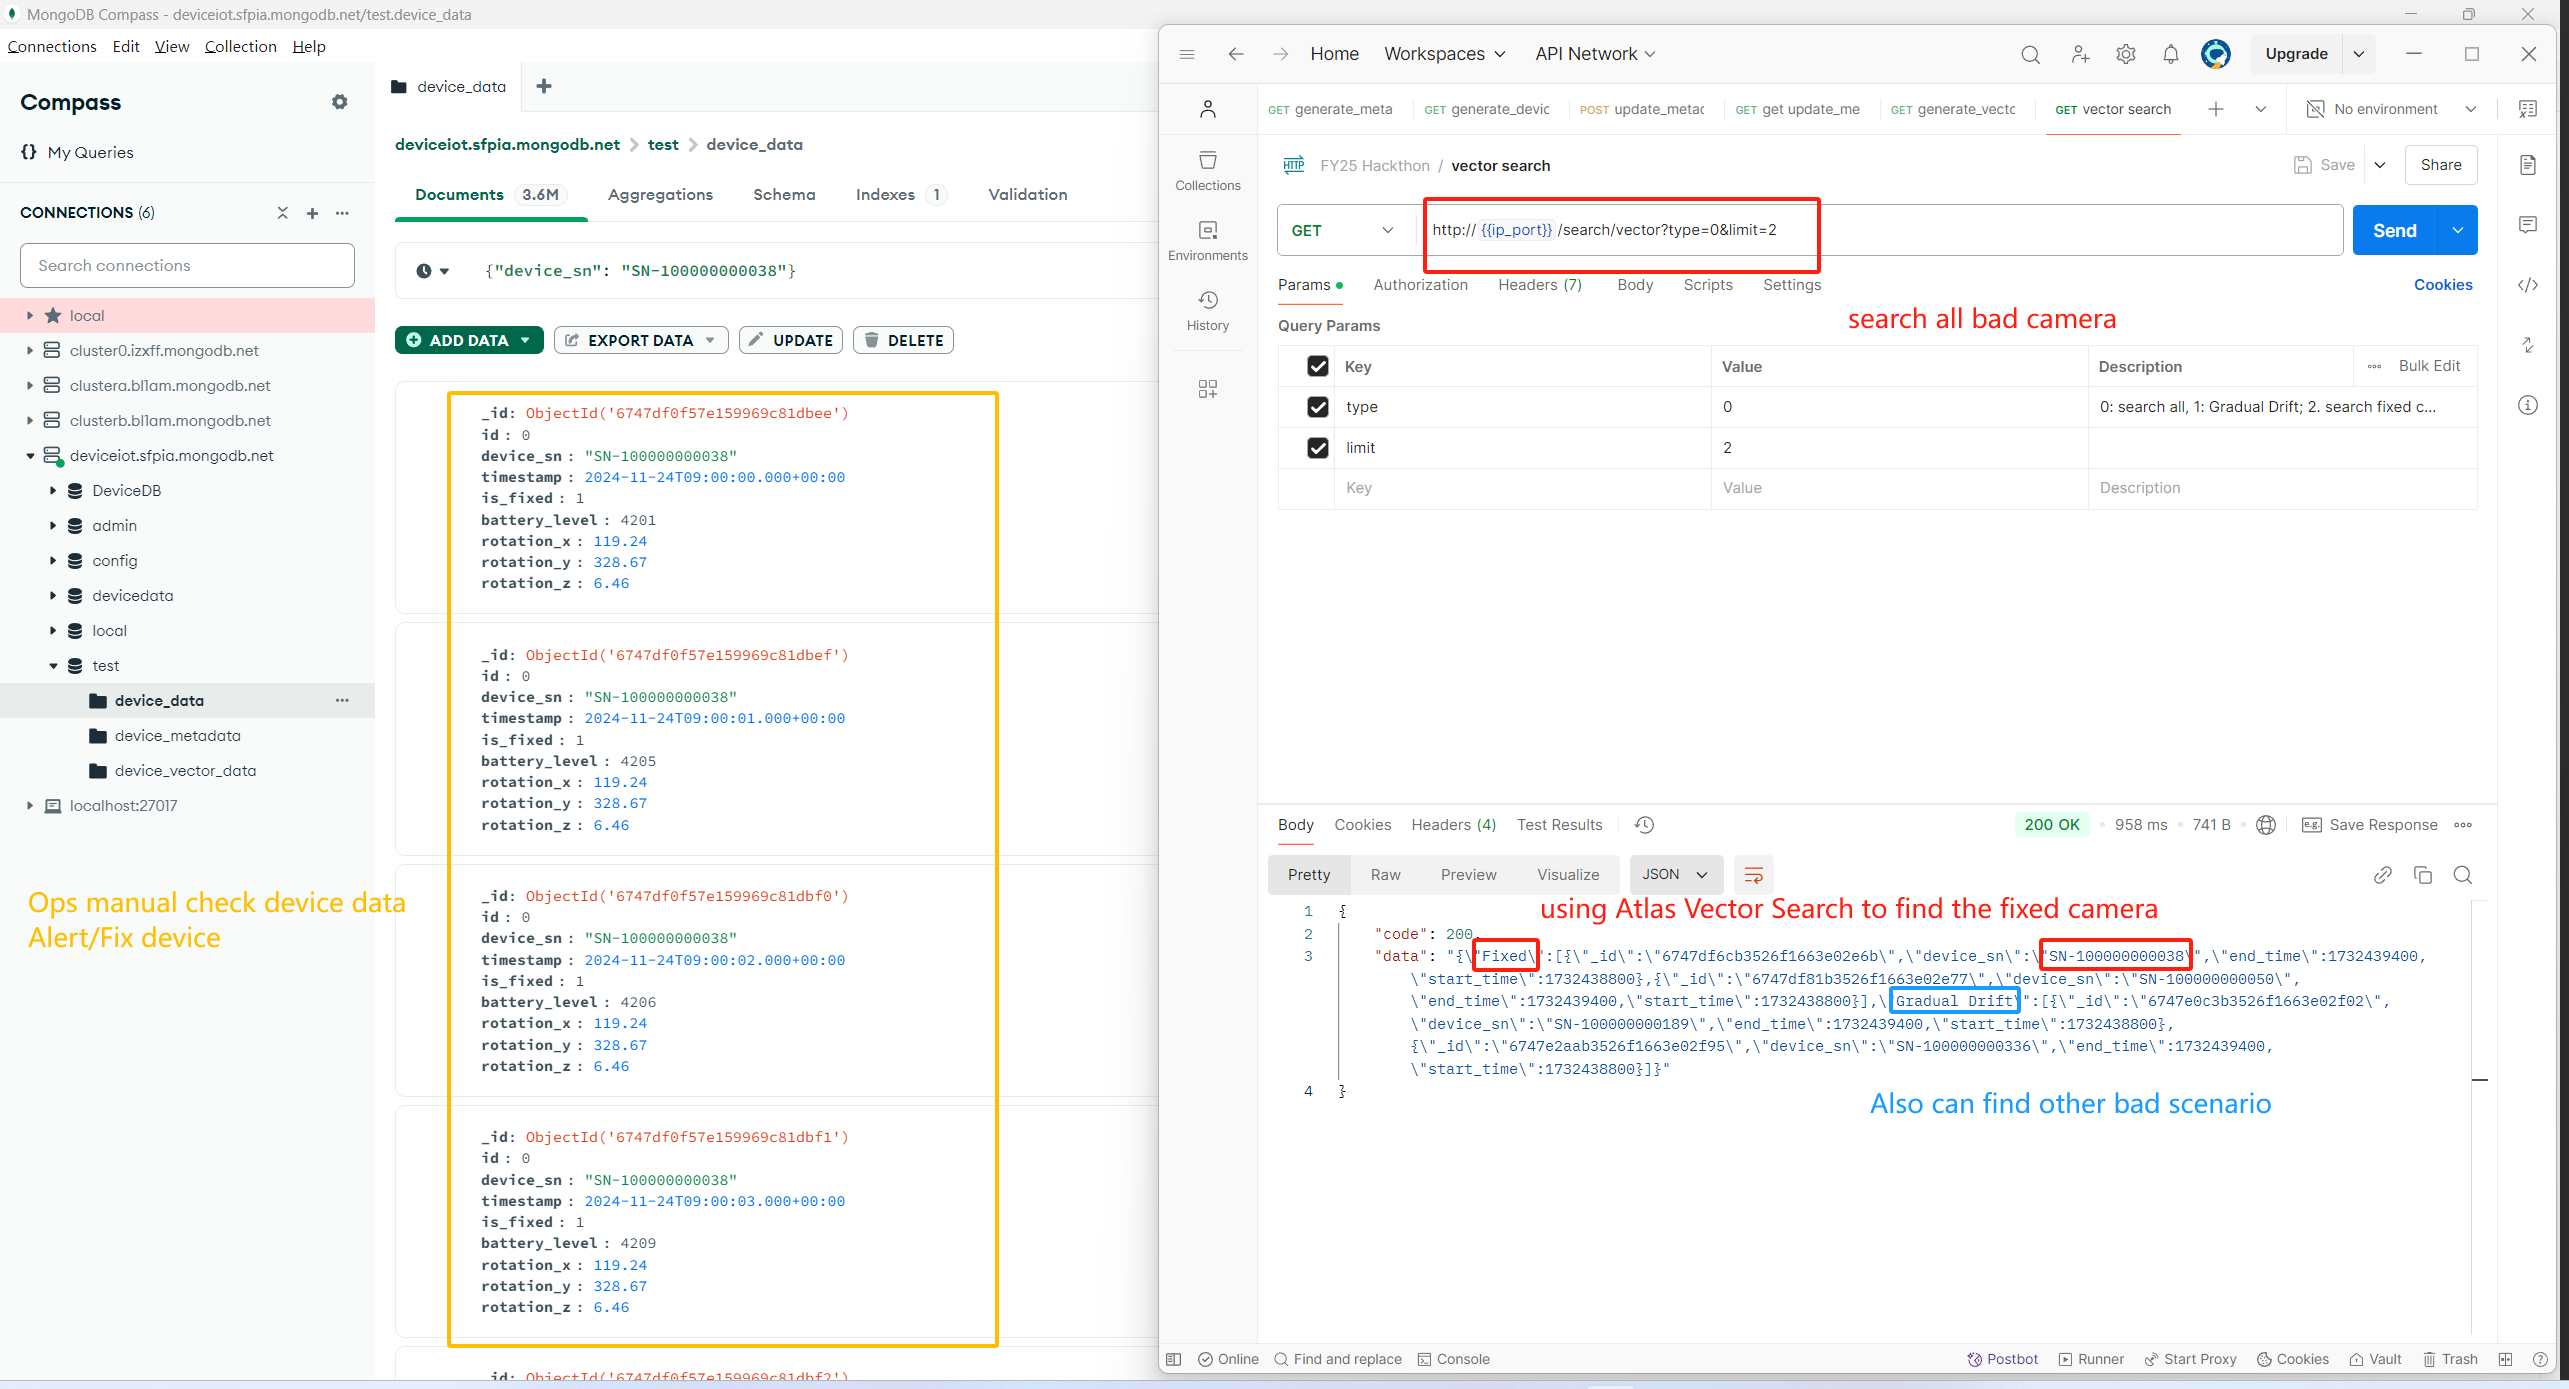 MongoDB Compass - deviceiot.sfpia.mongodb.net/test.device_data
Connections Edit View Collection Help
Compass
My Queries
CONNECTIONS (6)
Search connections
local
cluster0.izxff.mongodb.net
clustera.bl1am.mongodb.net
clusterb.bl1am.mongodb.net
deviceiot.sfpia.mongodb.net
DeviceDB
admin
config
devicedata
local
test
device_data
device_metadata
device_vector_data
localhost:27017
Ops manual check device data
Alert/Fix device
device_data
deviceiot.sfpia.mongodb.net > test > device_data
Documents 3.6M Aggregations Schema Indexes 1 Validation
{"device_sn": "SN-100000000038"}
ADD DATA EXPORT DATA UPDATE DELETE
_id: ObjectId('6747df0f57e159969c81dbee')
id : 0
device_sn : "SN-100000000038"
timestamp : 2024-11-24T09:00:00.000+00:00
is_fixed : 1
battery_level : 4201
rotation_x : 119.24
rotation_y : 328.67
rotation_z : 6.46
_id: ObjectId('6747df0f57e159969c81dbef')
id : 0
device_sn : "SN-100000000038"
timestamp : 2024-11-24T09:00:01.000+00:00
is_fixed : 1
battery_level : 4205
rotation_x : 119.24
rotation_y : 328.67
rotation_z : 6.46
_id: ObjectId('6747df0f57e159969c81dbf0')
id : 0
device_sn : "SN-100000000038"
timestamp : 2024-11-24T09:00:02.000+00:00
is_fixed : 1
battery_level : 4206
rotation_x : 119.24
rotation_y : 328.67
rotation_z : 6.46
_id: ObjectId('6747df0f57e159969c81dbf1')
id : 0
device_sn : "SN-100000000038"
timestamp : 2024-11-24T09:00:03.000+00:00
is_fixed : 1
battery_level : 4209
rotation_x : 119.24
rotation_y : 328.67
rotation_z : 6.46
_id: ObjectId('6747df0f57e159969c81dbf2')
Home Workspaces API Network Upgrade
GET generate_meta GET generate_devic POST update_metac GET get update_me GET generate_vectc GET vector search No environment
Collections
Environments
History
HTTP FY25 Hackthon / vector search Save Share
GET http://{{ip_port}}/search/vector?type=0&limit=2 Send
Params Authorization Headers (7) Body Scripts Settings Cookies
search all bad camera
Query Params
Key Value Description Bulk Edit
type 0 0: search all, 1: Gradual Drift; 2. search fixed c...
limit 2
Key Value Description
Body Cookies Headers (4) Test Results 200 OK 958 ms 741 B e.g. Save Response
Pretty Raw Preview Visualize JSON
using Atlas Vector Search to find the fixed camera
1 {
2 "code": 200,
3 "data": "{\"Fixed\":[{\"_id\":\"6747df6cb3526f1663e02e6b\",\"device_sn\":\"SN-100000000038\",\"end_time\":1732439400,
\"start_time\":1732438800},{\"_id\":\"6747df81b3526f1663e02e77\",\"device_sn\":\"SN-100000000050\",
\"end_time\":1732439400,\"start_time\":1732438800}],\"Gradual Drift\":[{\"_id\":\"6747e0c3b3526f1663e02f02\",
\"device_sn\":\"SN-100000000189\",\"end_time\":1732439400,\"start_time\":1732438800},
{\"_id\":\"6747e2aab3526f1663e02f95\",\"device_sn\":\"SN-100000000336\",\"end_time\":1732439400,
\"start_time\":1732438800}]}"
4 }
Also can find other bad scenario
Online Find and replace Console Postbot Runner Start Proxy Cookies Vault Trash